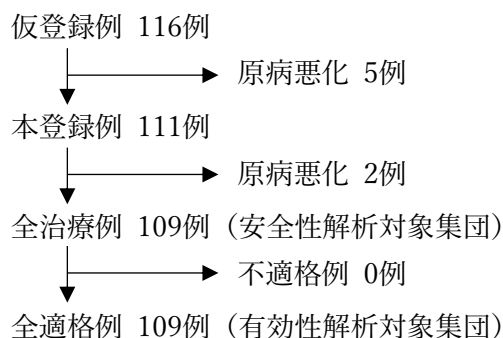 仮登録例 116例
原病悪化 5例
本登録例 111例
原病悪化 2例
全治療例 109例（安全性解析対象集団）
不適格例 0例
全適格例 109例（有効性解析対象集団）